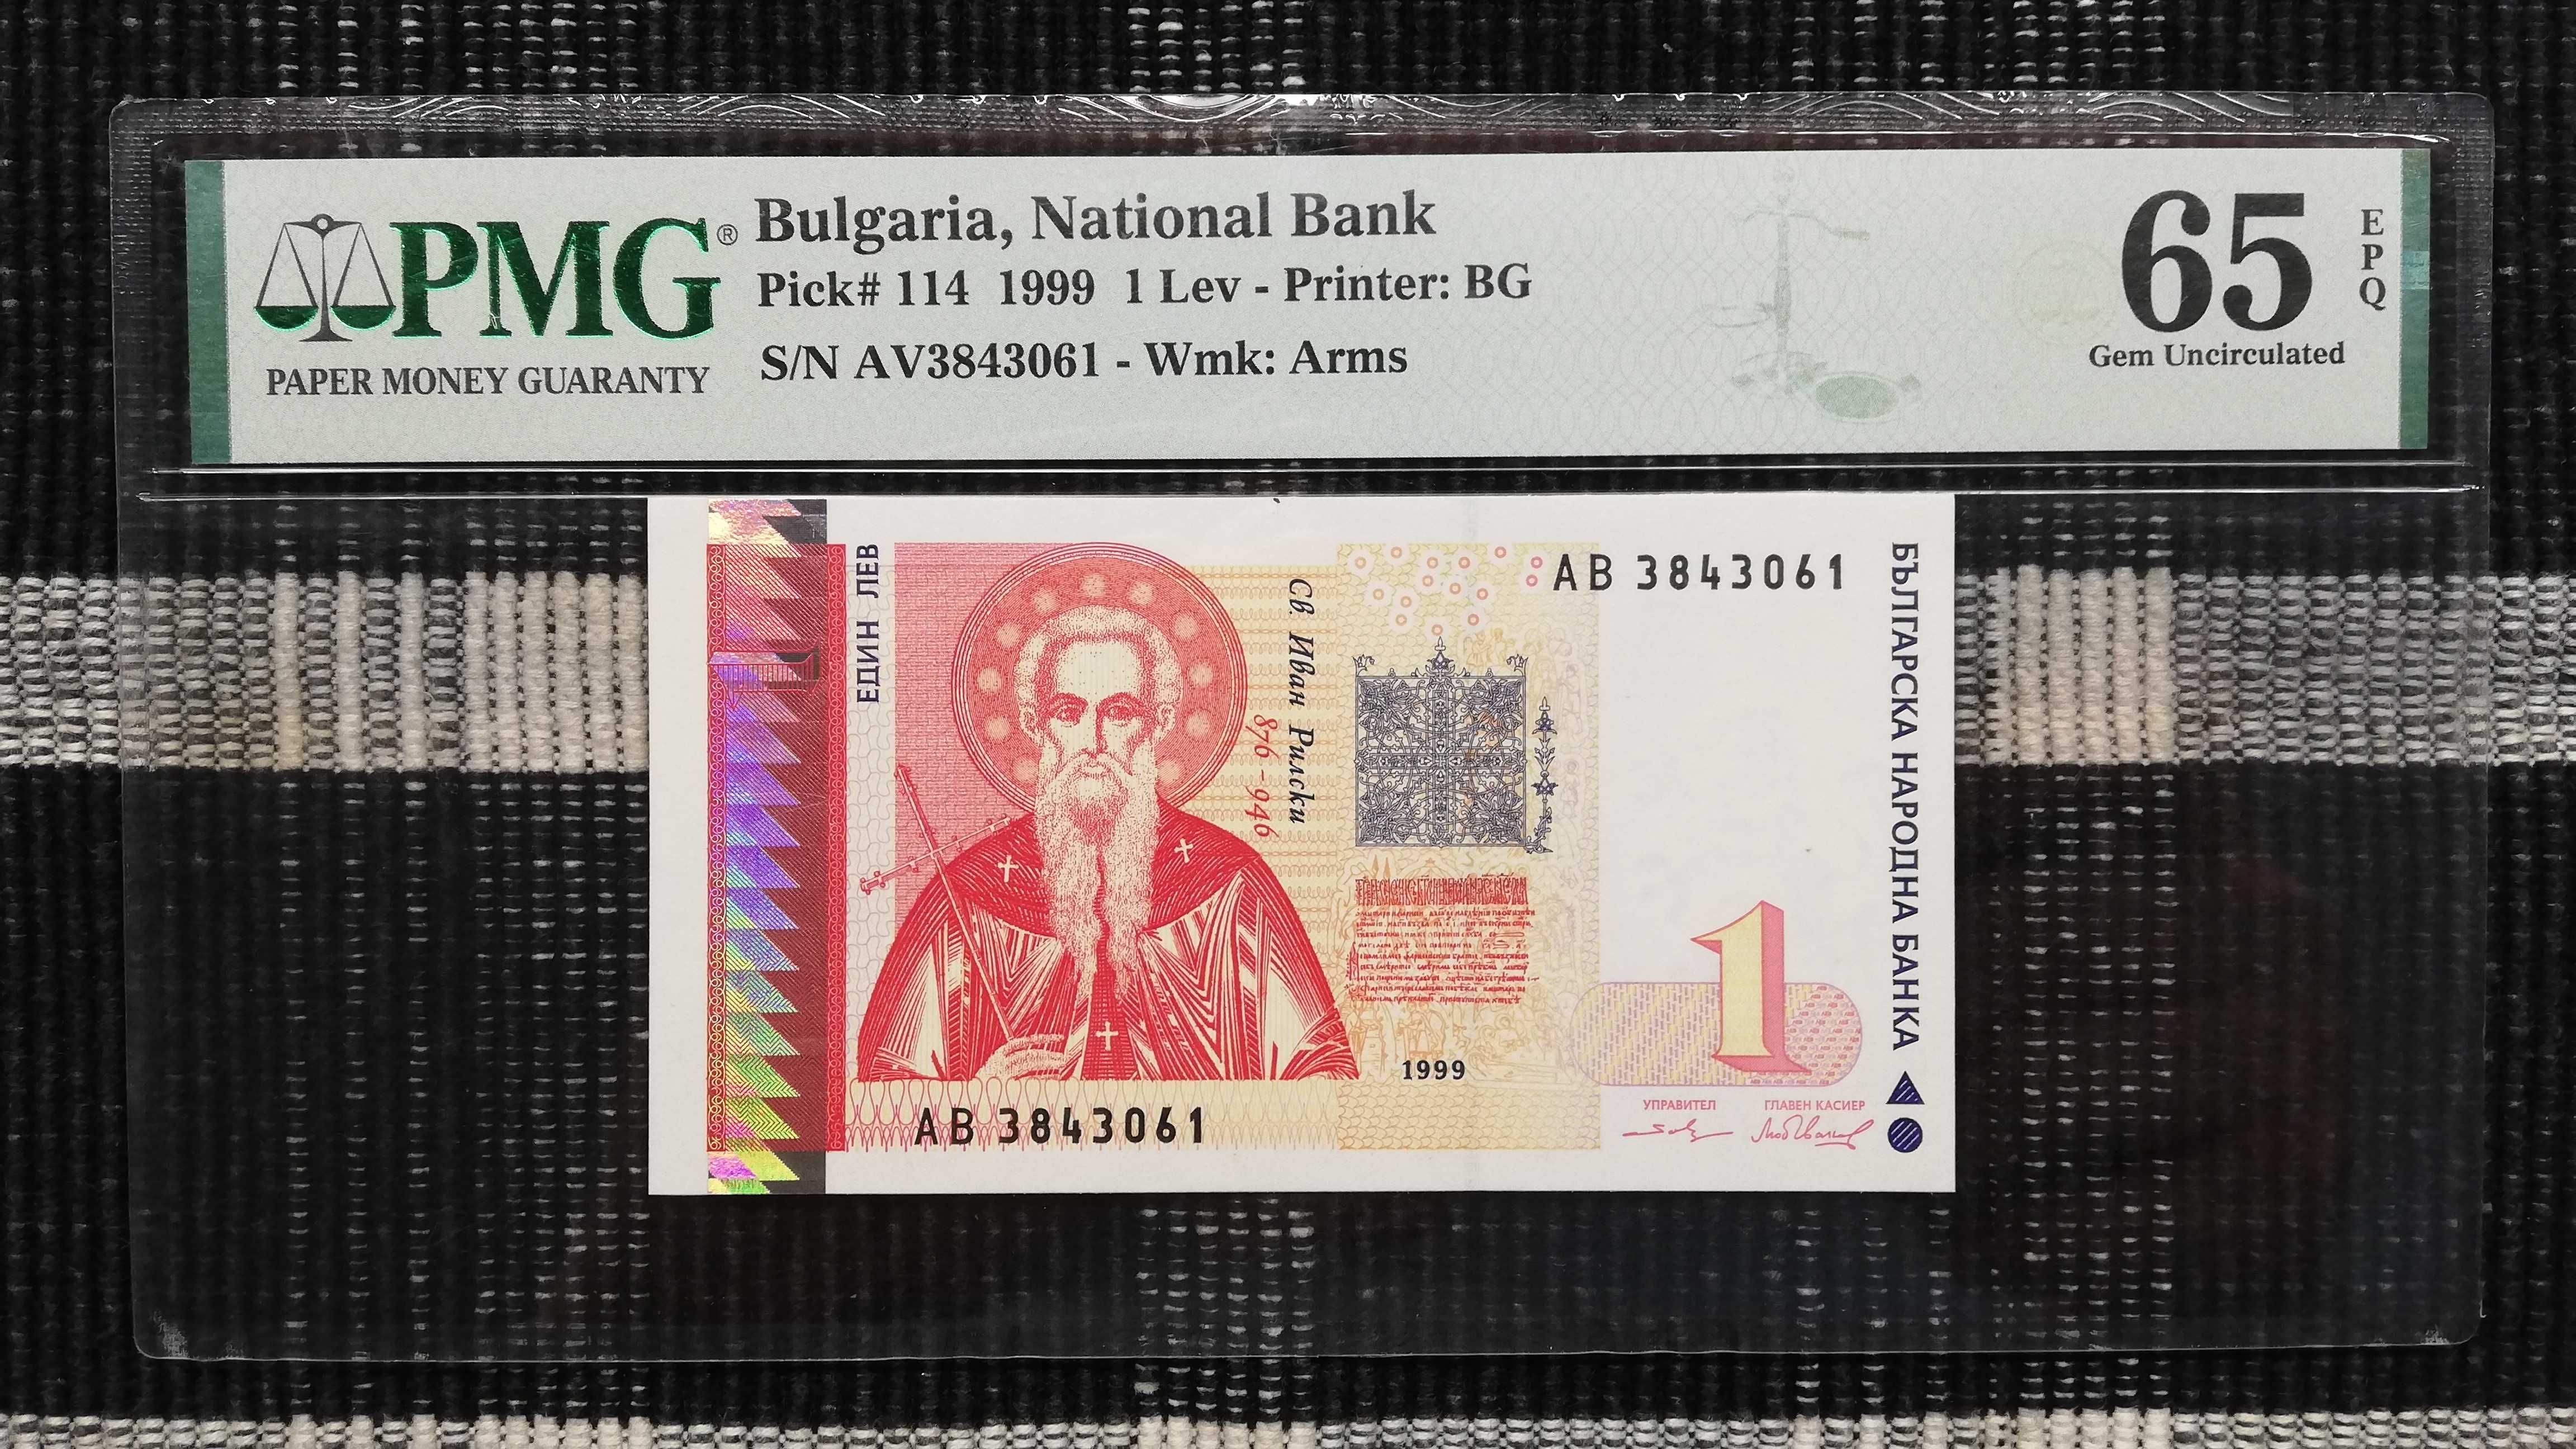 PMG®
PAPER MONEY GUARANTY
Bulgaria, National Bank
Pick# 114 1999 1 Lev - Printer: BG
S/N AV3843061 - Wmk: Arms
65
EPQ
Gem Uncirculated
ЕДИН ЛЕВ
Св. Иван Рилски
876-946
АВ 3843061
БЪЛГАРСКА НАРОДНА БАНКА
1
1999
УПРАВИТЕЛ
ГЛАВЕН КАСИЕР
АВ 3843061